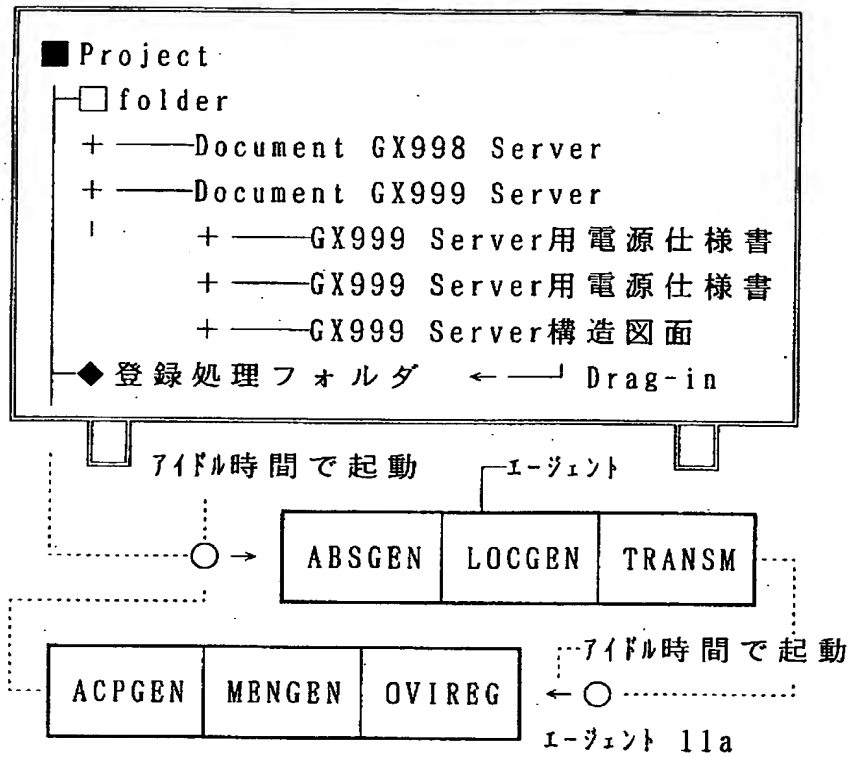 ■Project
□folder
+ ——Document GX998 Server
+ ——Document GX999 Server
+ ——GX999 Server用電源仕様書
+ ——GX999 Server用電源仕様書
+ ——GX999 Server構造図面
◆登録処理フォルダ ←—┘ Drag-in
ｱｲﾄﾞﾙ時間で起動 ｴｰｼﾞｪﾝﾄ
○→ ABSGEN LOCGEN TRANSM
ｱｲﾄﾞﾙ時間で起動
ACPGEN MENGEN OVIREG ←○
ｴｰｼﾞｪﾝﾄ 11a